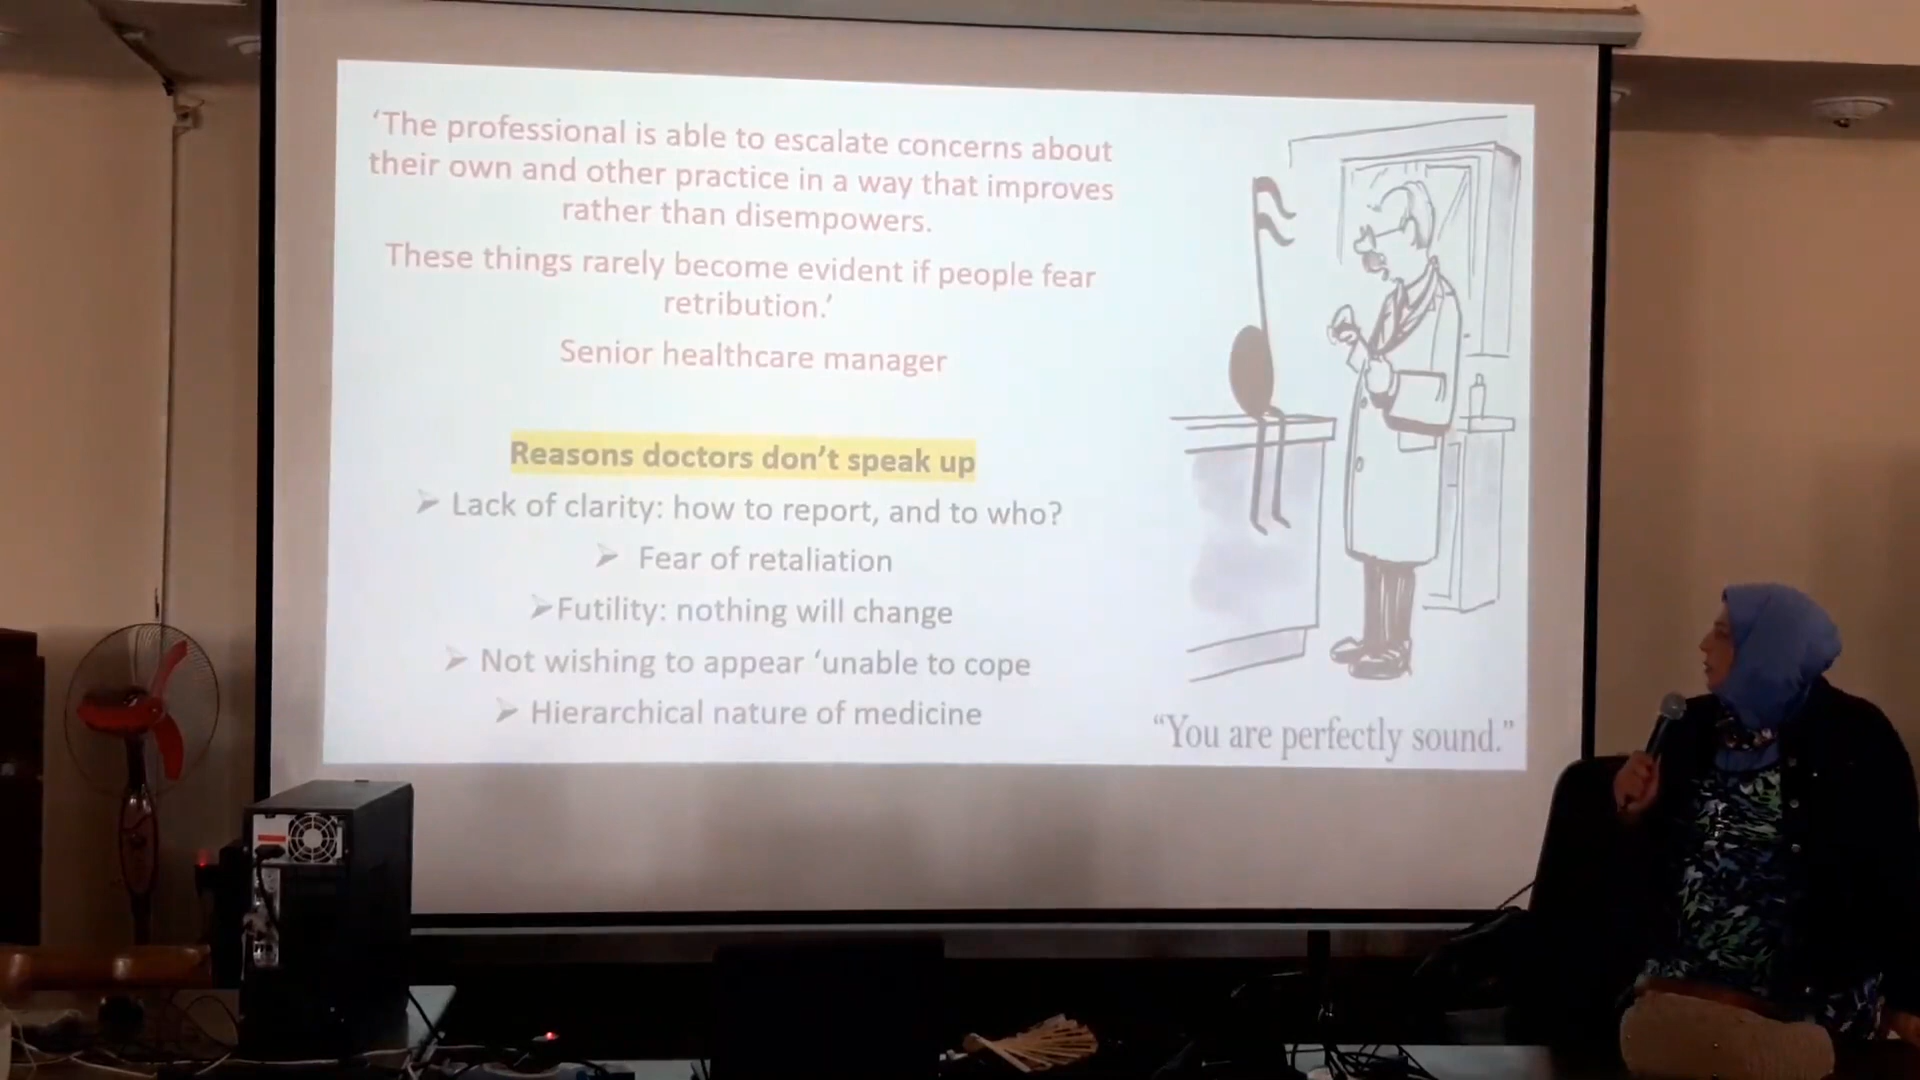 ‘The professional is able to escalate concerns about
their own and other practice in a way that improves
rather than disempowers.
These things rarely become evident if people fear
retribution.’
Senior healthcare manager
Reasons doctors don’t speak up
➢ Lack of clarity: how to report, and to who?
➢ Fear of retaliation
➢Futility: nothing will change
➢ Not wishing to appear ‘unable to cope
➢ Hierarchical nature of medicine
“You are perfectly sound.”